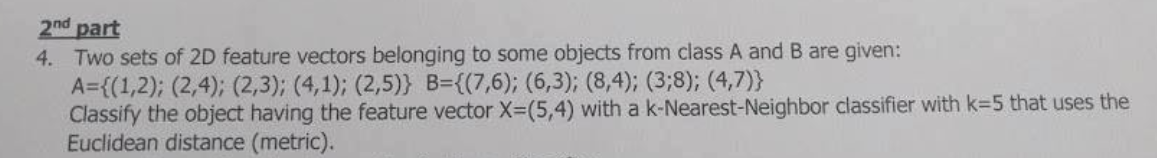 2nd part
4. Two sets of 2D feature vectors belonging to some objects from class A and B are given:
A={(1,2); (2,4); (2,3); (4,1); (2,5)} B={(7,6); (6,3); (8,4); (3;8); (4,7)}
Classify the object having the feature vector X=(5,4) with a k-Nearest-Neighbor classifier with k=5 that uses the
Euclidean distance (metric).